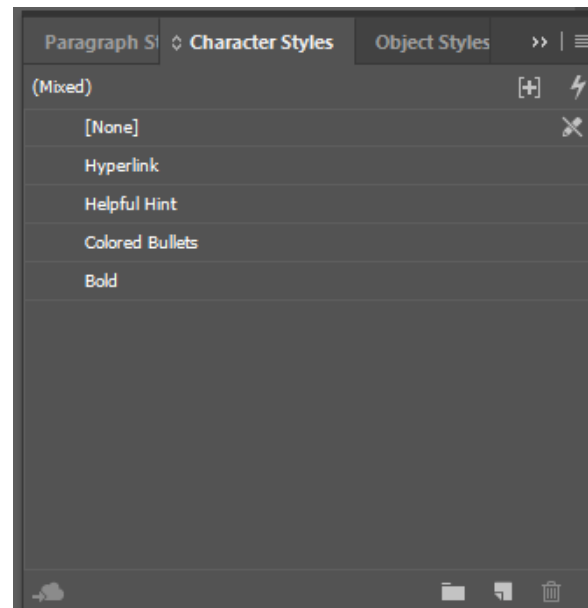 Paragraph St Character Styles Object Styles
(Mixed)
[None]
Hyperlink
Helpful Hint
Colored Bullets
Bold